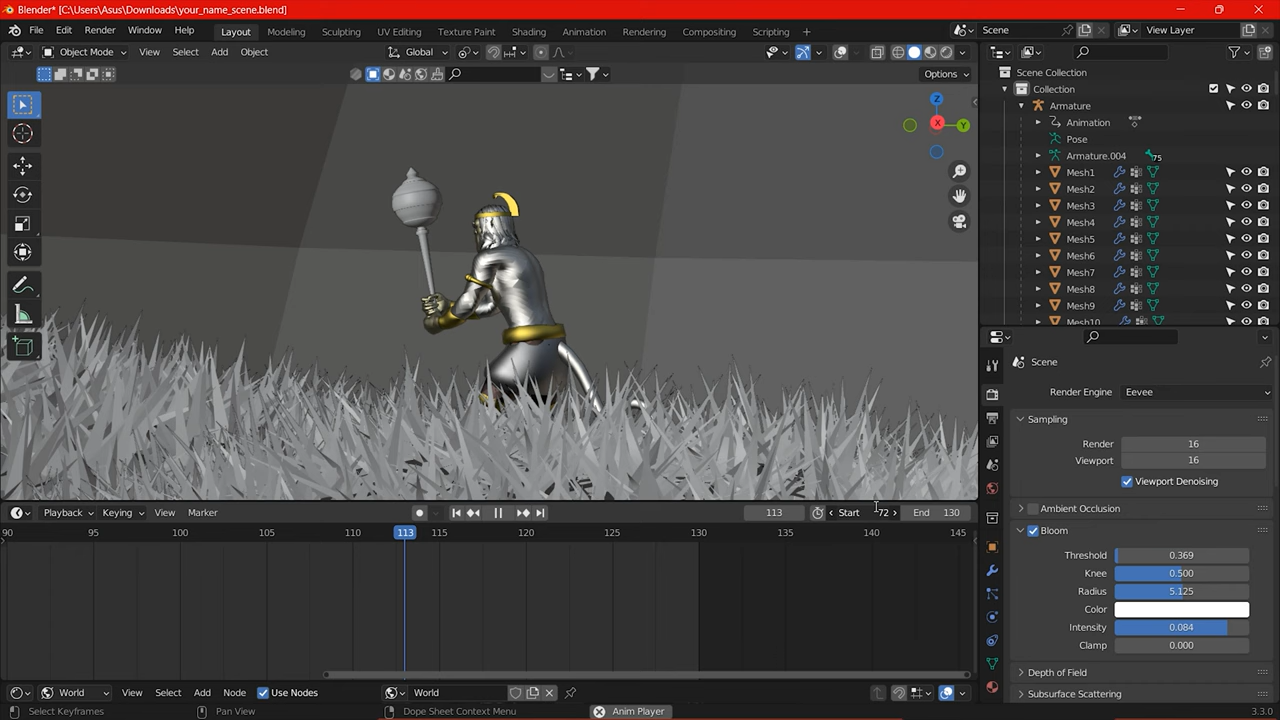 Blender* [C:\Users\Asus\Downloads\your_name_scene.blend]
File Edit Render Window Help Layout Modeling Sculpting UV Editing Texture Paint Shading Animation Rendering Compositing Scripting + Scene View Layer
Object Mode View Select Add Object Global
Options
Scene Collection
Collection
Armature
Animation
Pose
Armature.004 75
Mesh1
Mesh2
Mesh3
Mesh4
Mesh5
Mesh6
Mesh7
Mesh8
Mesh9
Mesh10
Z
X
Y
Scene
Render Engine Eevee
Sampling
Render 16
Viewport 16
Viewport Denoising
Ambient Occlusion
Bloom
Threshold 0.369
Knee 0.500
Radius 5.125
Color
Intensity 0.084
Clamp 0.000
Depth of Field
Subsurface Scattering
Playback Keying View Marker 113 Start 72 End 130
90 95 100 105 110 113 115 120 125 130 135 140 145
World View Select Add Node Use Nodes World
Select Keyframes Pan View Dope Sheet Context Menu Anim Player 3.3.0